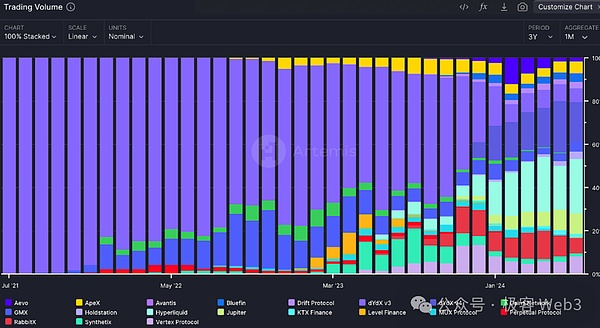 Trading Volume
Customize Chart
CHART
100% Stacked
SCALE
Linear
UNITS
Nominal
PERIOD
3Y
AGGREGATE
1M
100%
80%
60%
40%
20%
0%
Artemis
Jul '21
May '22
Mar '23
Jan '24
Aevo
ApeX
Avantis
Bluefin
Drift Protocol
dYdX v3
GMX
Holdstation
Hyperliquid
Jupiter
KTX Finance
Level Finance
MUX Protocol
Perpetual Protocol
RabbitX
Synthetix
Vertex Protocol
公众号 · 极客 Web3